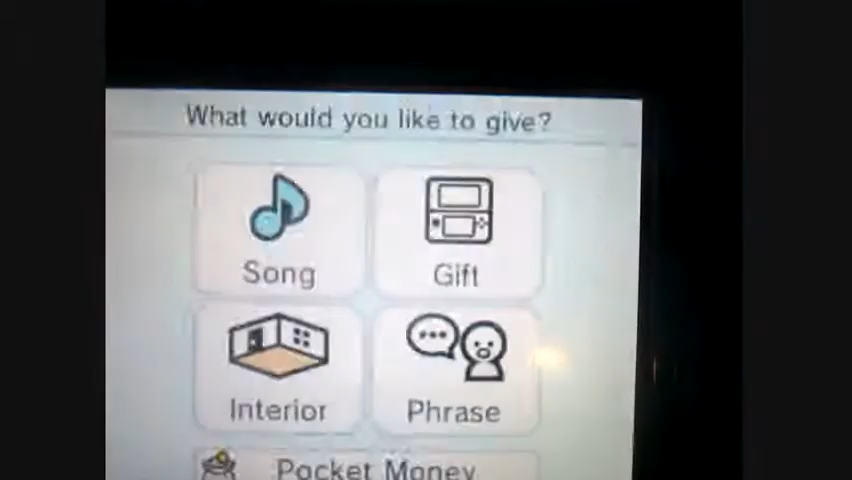 What would you like to give?
Song
Gift
Interior
Phrase
Pocket Money